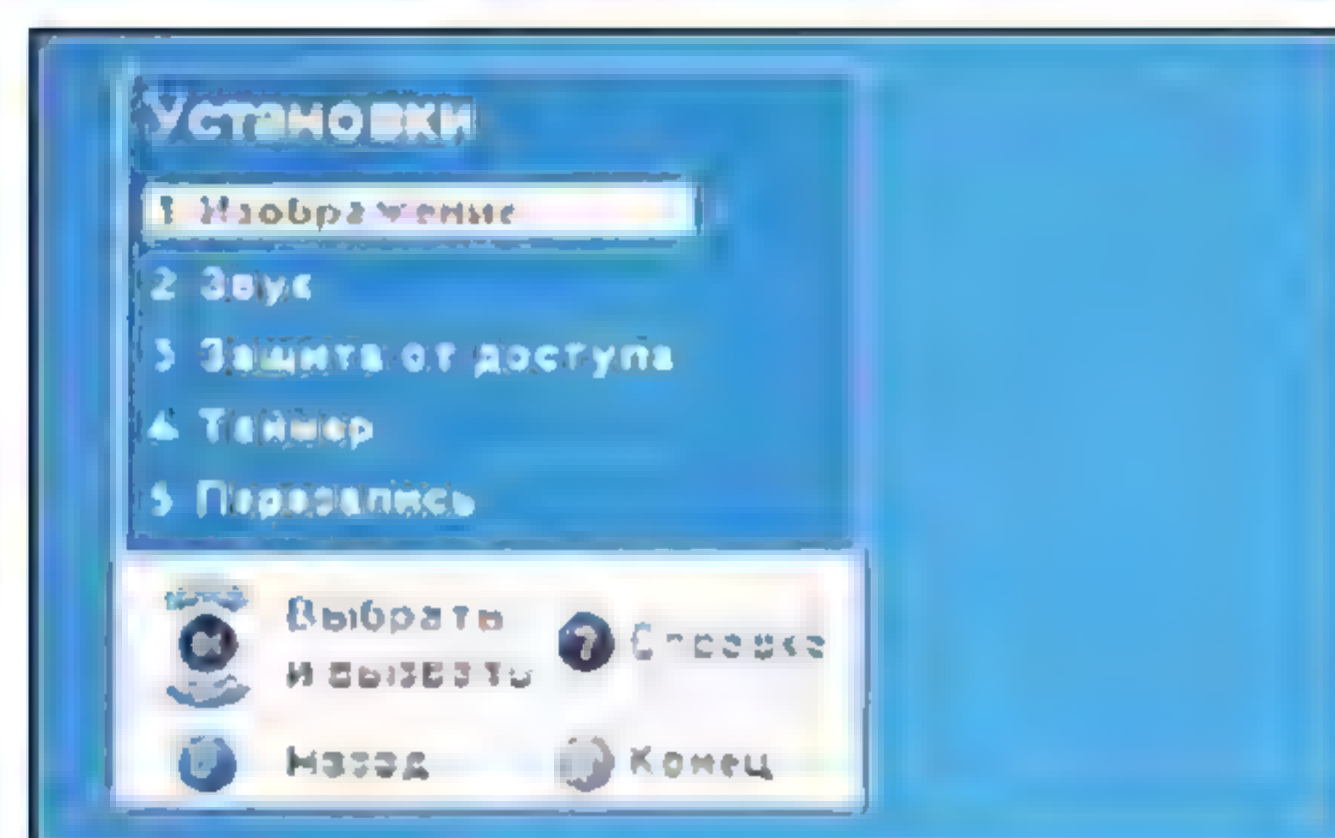 Установки
1 Изображение
2 Звук
3 Защита от доступа
4 Таймер
5 Перезапись
Выбрать
и вызвать
? Справка
Назад
Конец